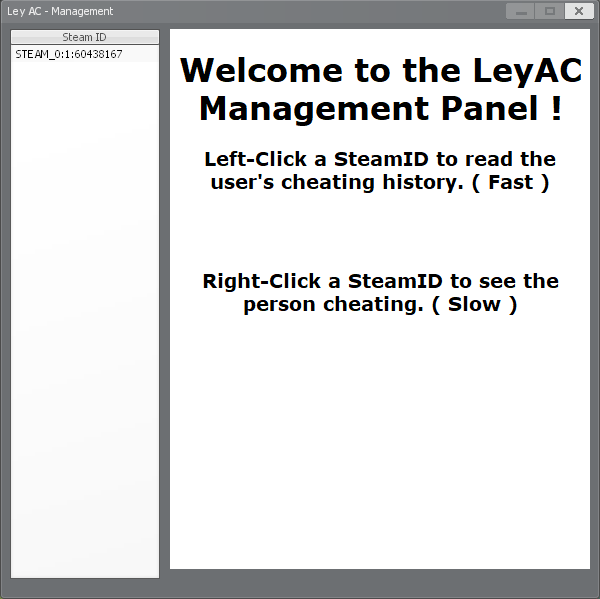 Ley AC - Management
Steam ID
STEAM_0:1:60438167
Welcome to the LeyAC
Management Panel !
Left-Click a SteamID to read the
user's cheating history. ( Fast )
Right-Click a SteamID to see the
person cheating. ( Slow )